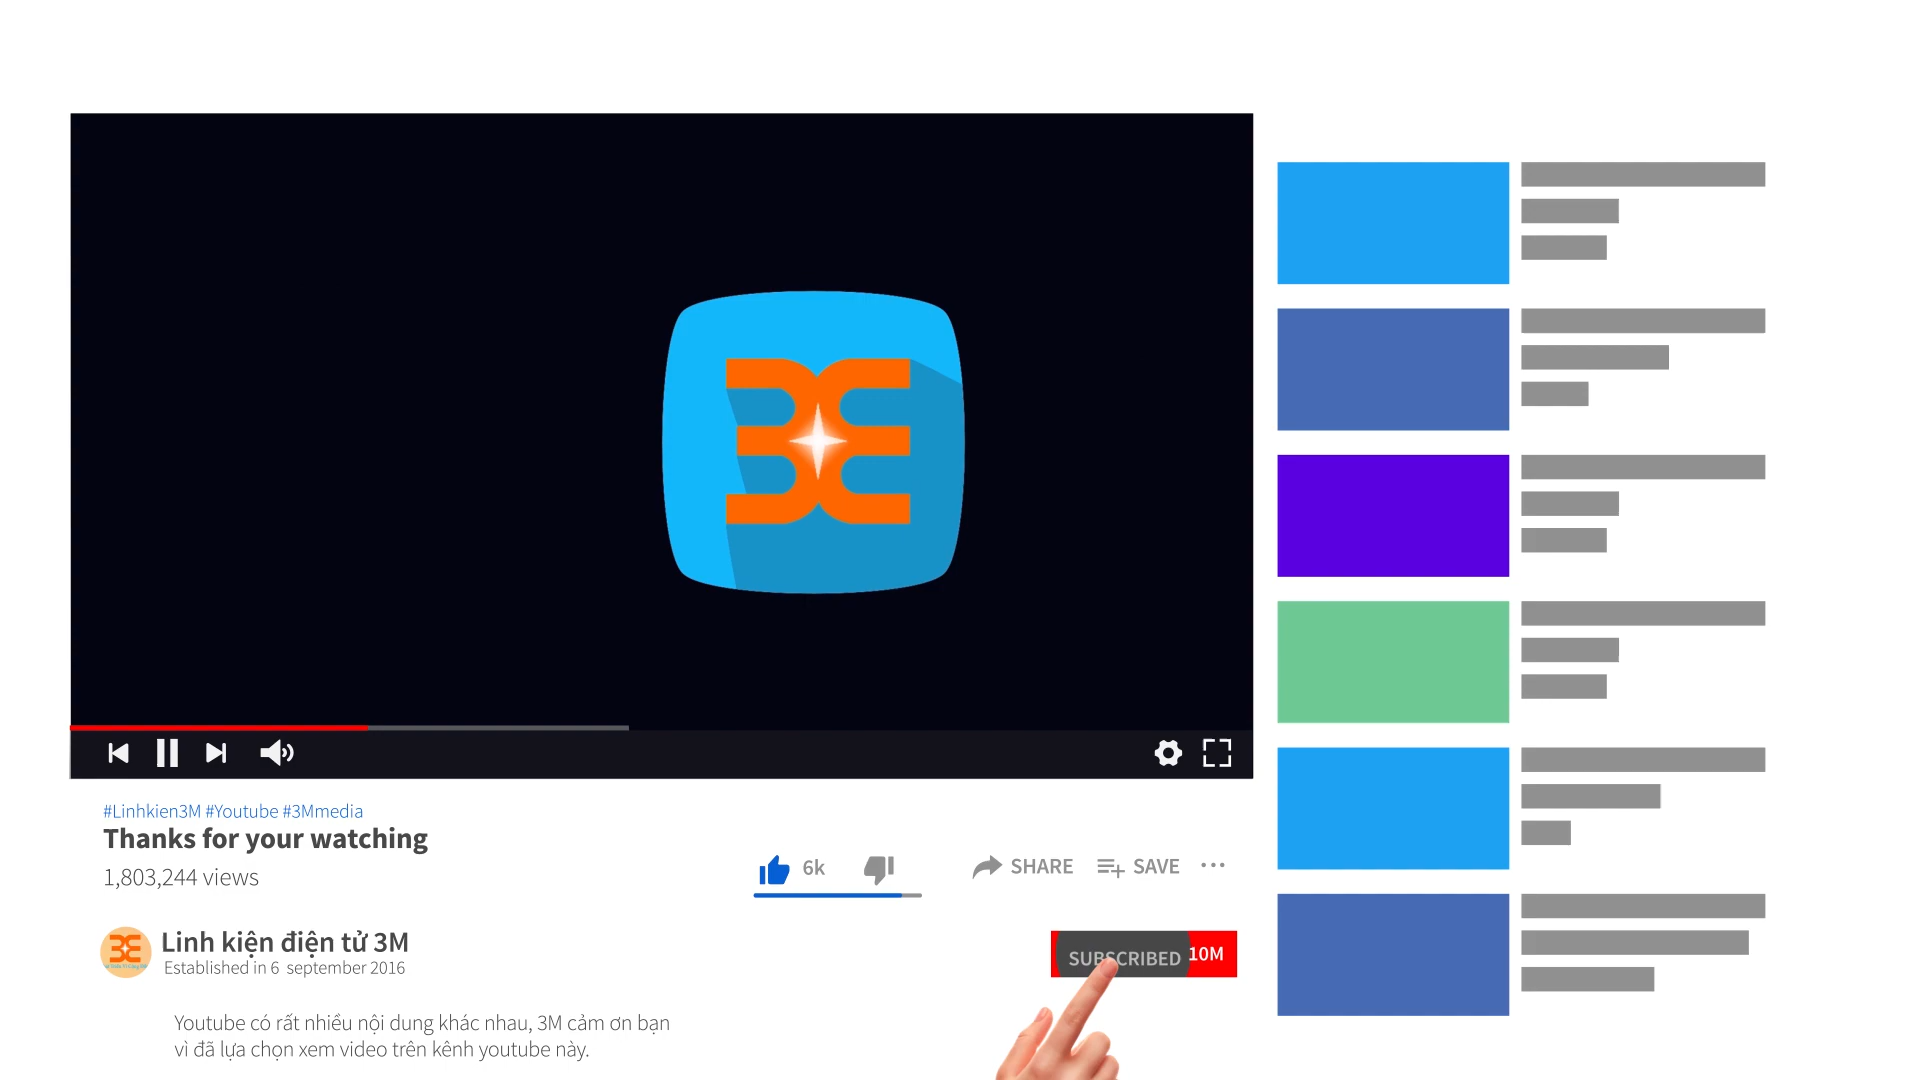 #Linhkien3M #Youtube #3Mmedia
Thanks for your watching
1,803,244 views
6k
SHARE
SAVE
Linh kiện điện tử 3M
Established in 6 september 2016
SUBSCRIBED 10M
Youtube có rất nhiều nội dung khác nhau, 3M cảm ơn bạn
vì đã lựa chọn xem video trên kênh youtube này.